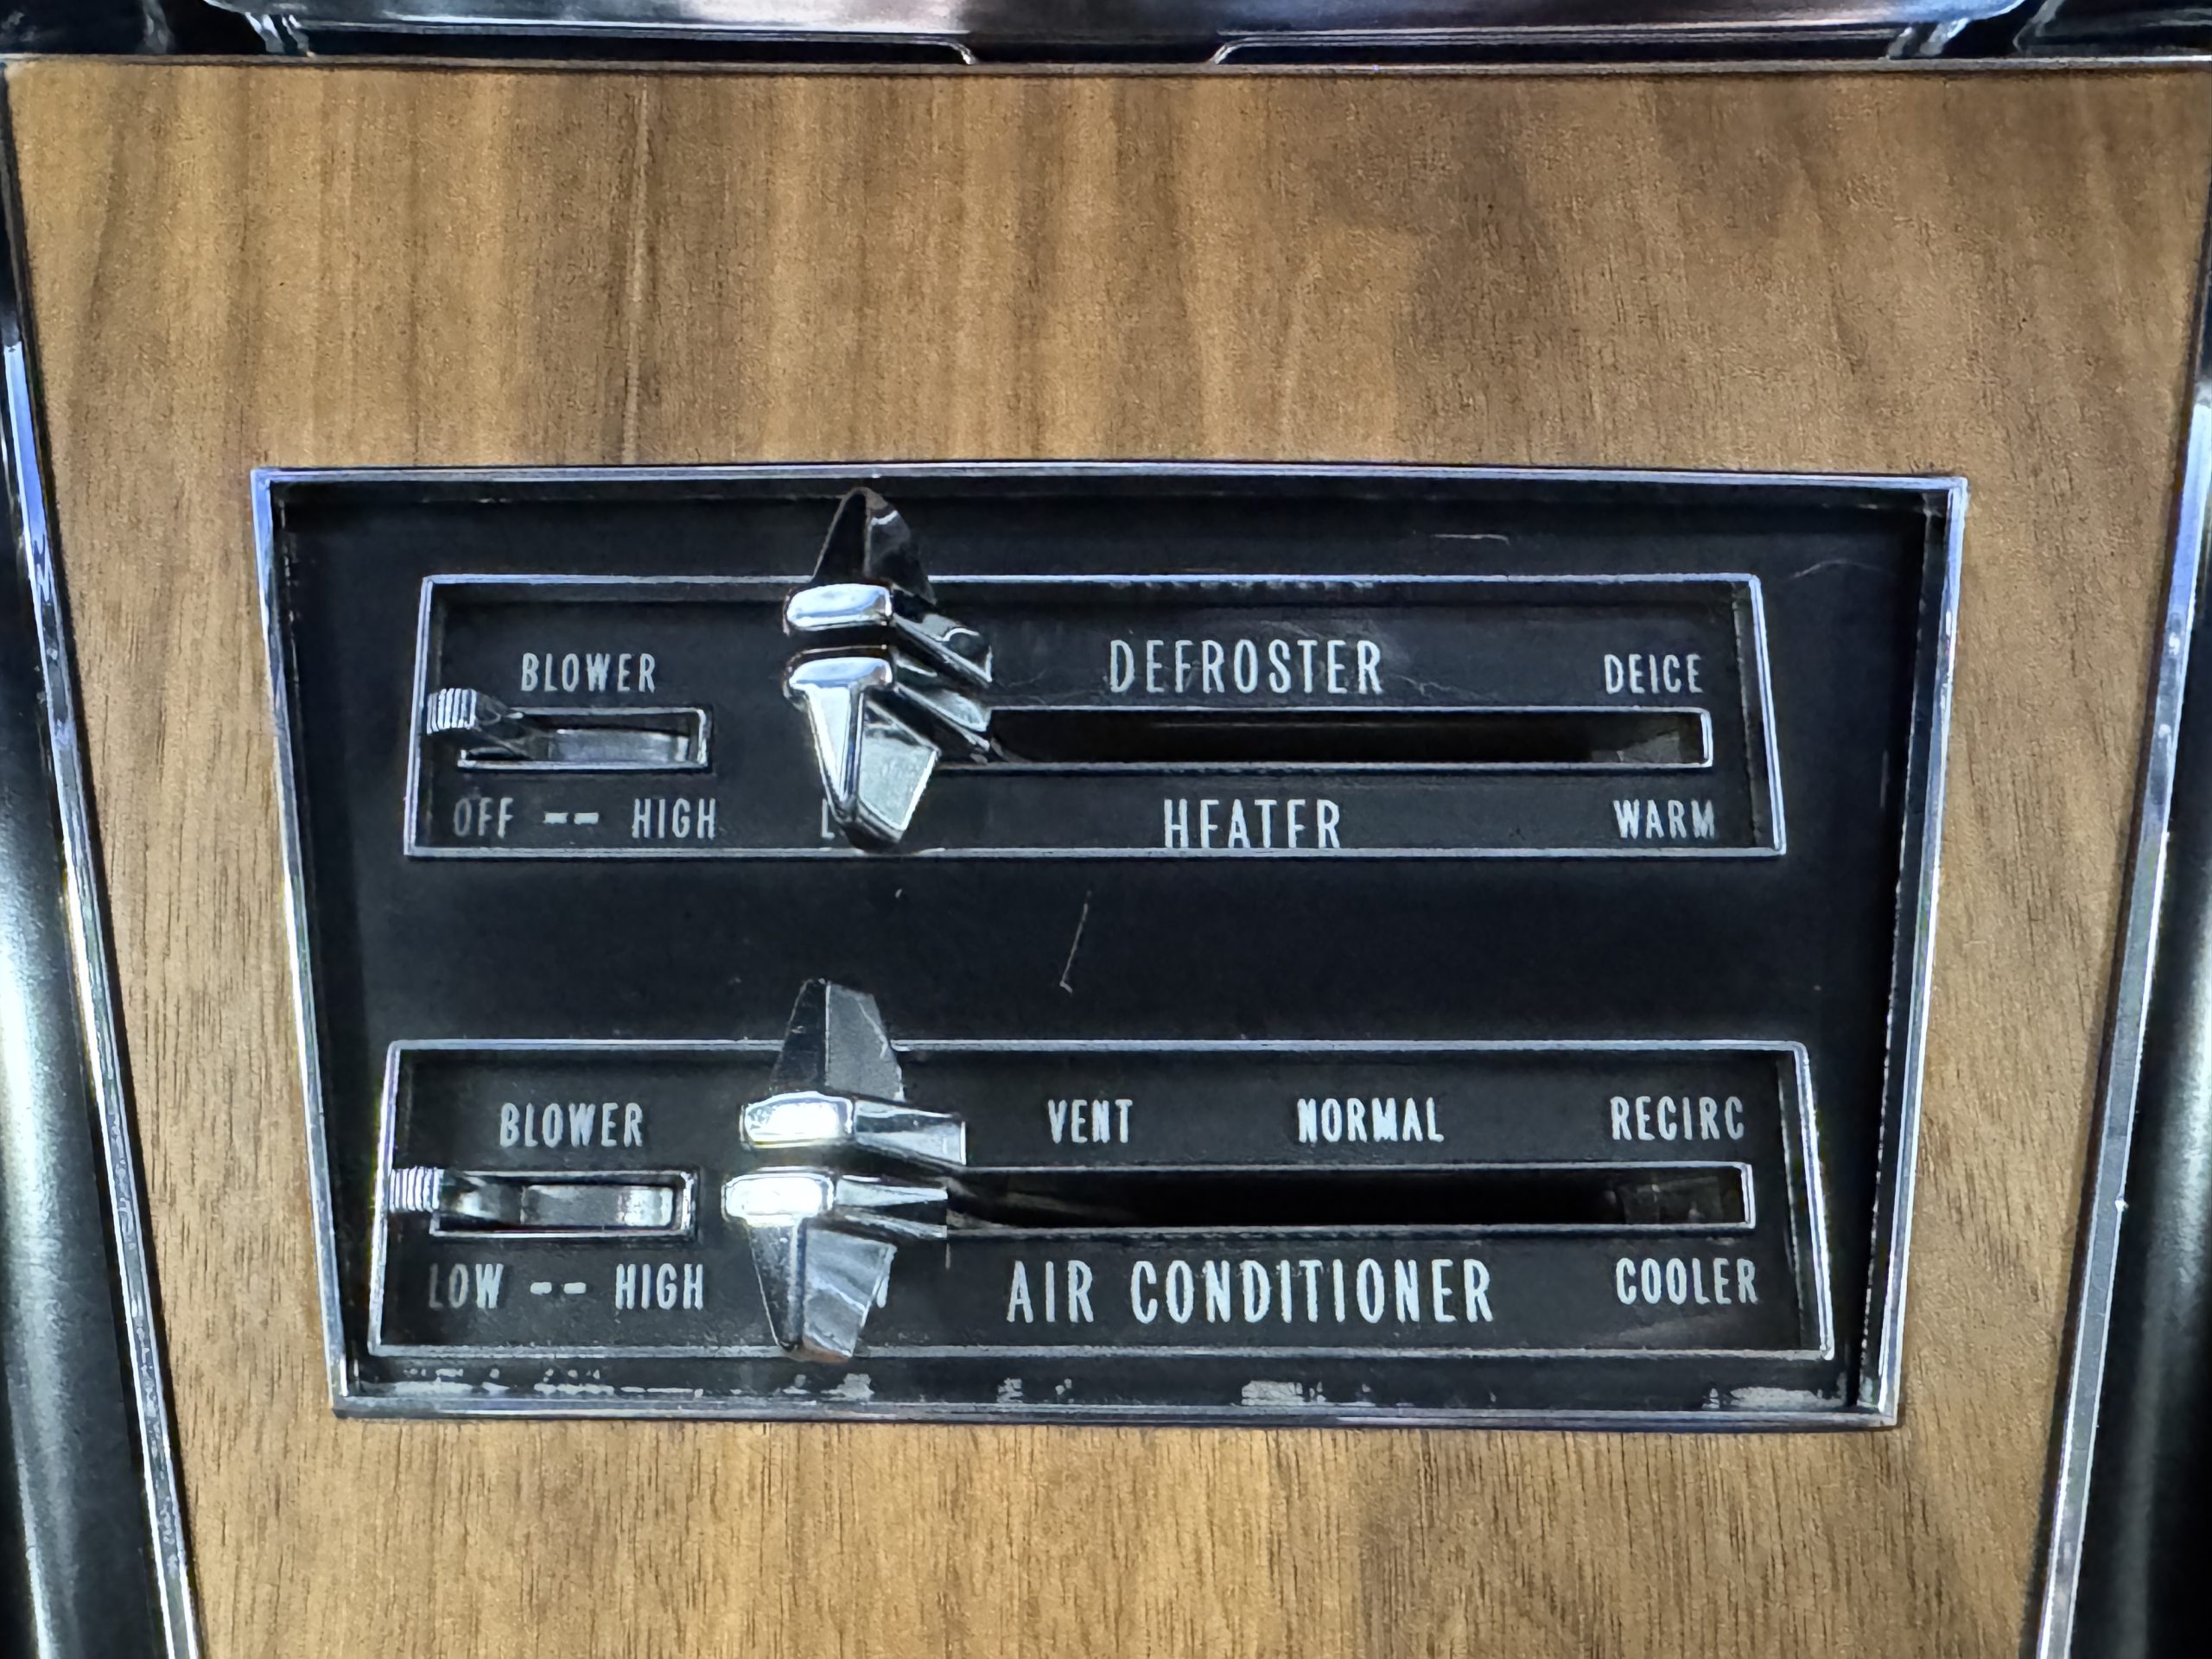 BLOWER
DEFROSTER
DEICE
OFF -- HIGH
HEATER
WARM
BLOWER
VENT
NORMAL
RECIRC
LOW -- HIGH
AIR CONDITIONER
COOLER